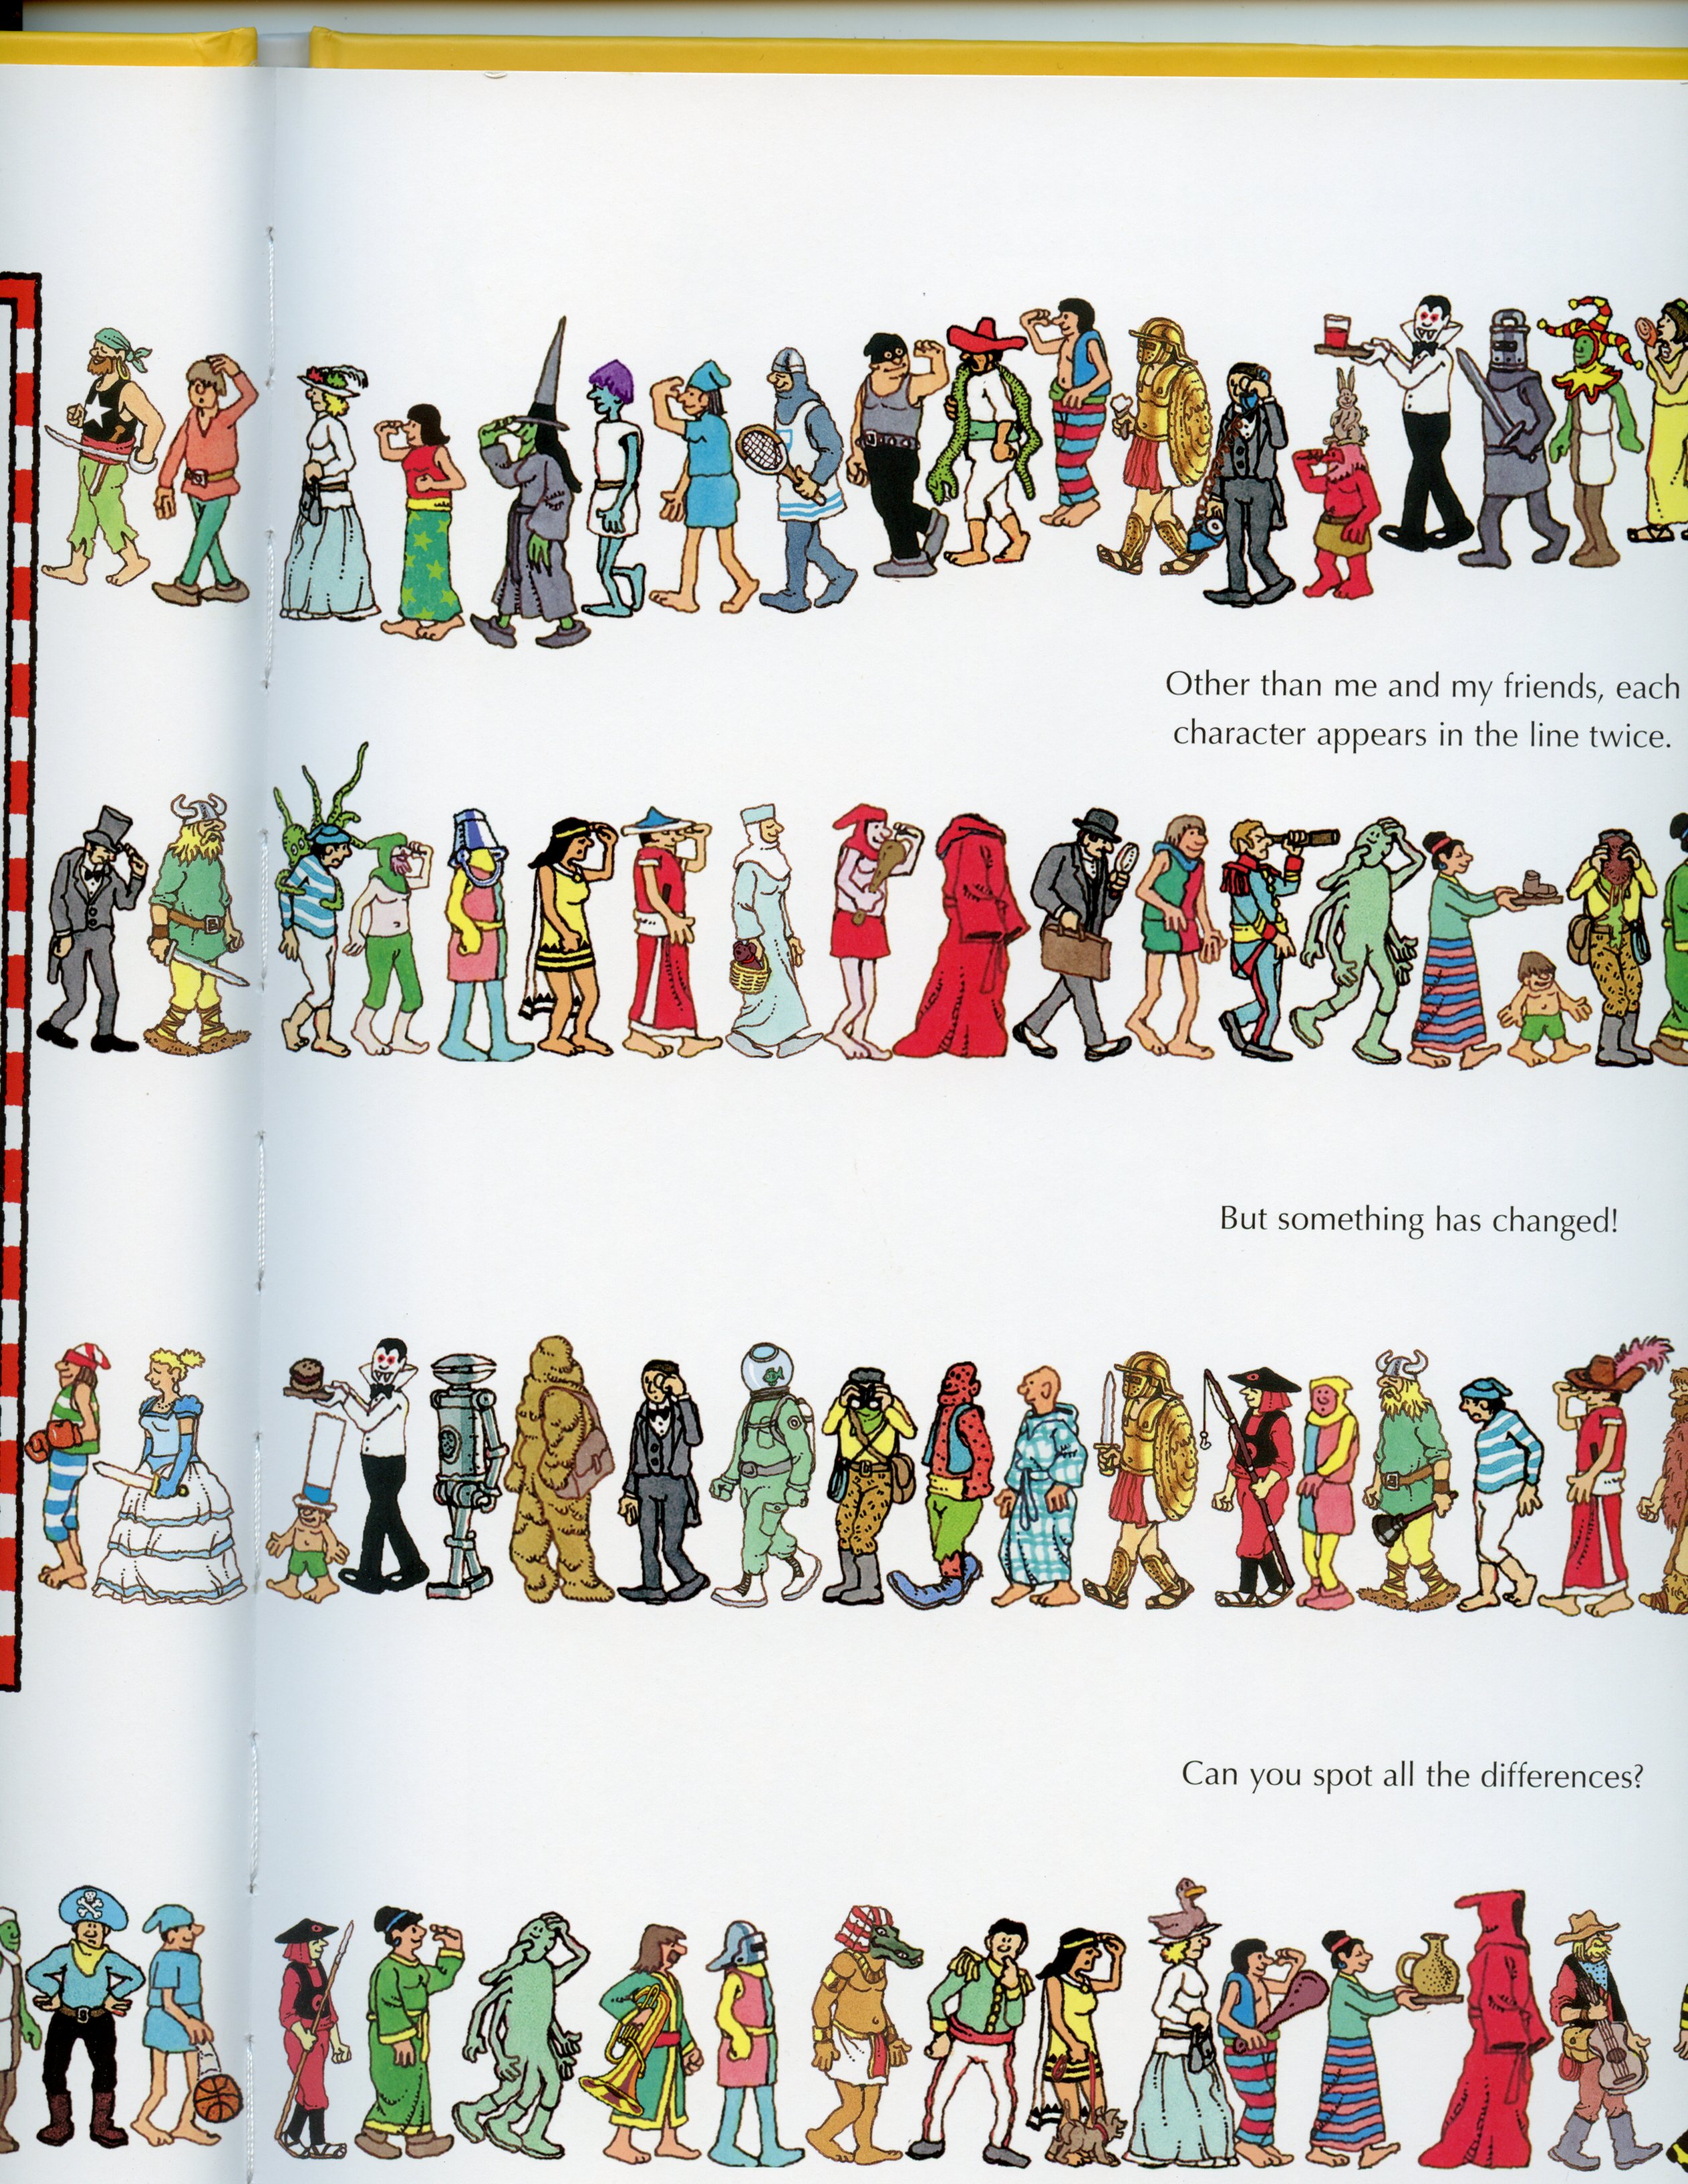 Other than me and my friends, each
character appears in the line twice.
But something has changed!
Can you spot all the differences?